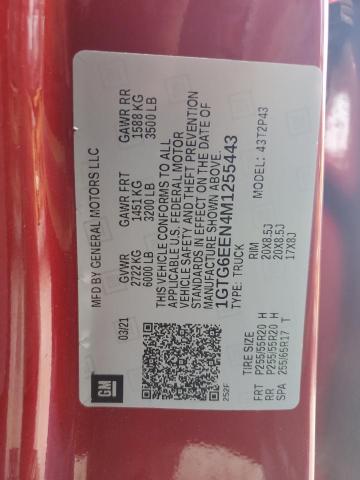 MFD BY GENERAL MOTORS LLC
03/21
GVWR
2722 KG
6000 LB
GAWR FRT
1451 KG
3200 LB
GAWR RR
1588 KG
3500 LB
THIS VEHICLE CONFORMS TO ALL
APPLICABLE U.S. FEDERAL MOTOR
VEHICLE SAFETY AND THEFT PREVENTION
STANDARDS IN EFFECT ON THE DATE OF
MANUFACTURE SHOWN ABOVE.
1GTG6EEN4M1255443
TYPE: TRUCK
MODEL: 43T2P43
252F
TIRE SIZE
RIM
FRT P255/55R20 H 20X8.5J
RR P255/55R20 H 20X8.5J
SPA 255/65R17 T 17X8J
GM